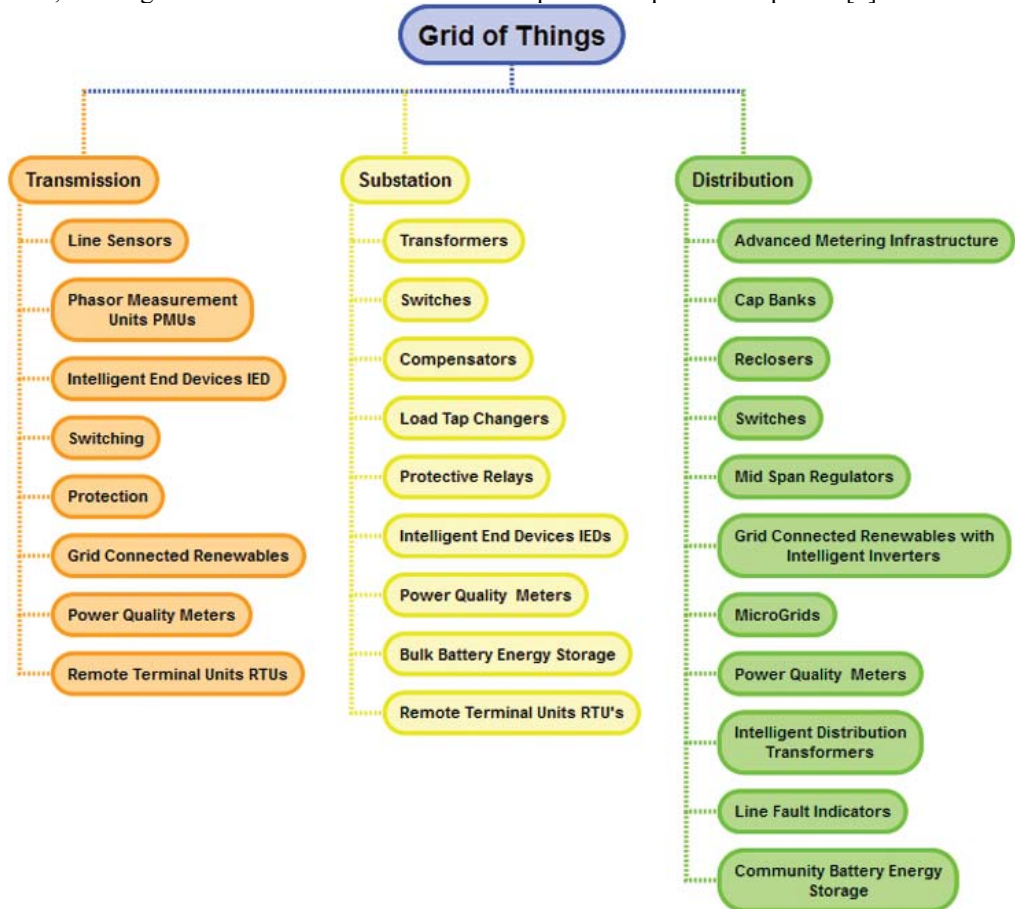 Grid of Things
Transmission
Line Sensors
Phasor Measurement
Units PMUs
Intelligent End Devices IED
Switching
Protection
Grid Connected Renewables
Power Quality Meters
Remote Terminal Units RTUs
Substation
Transformers
Switches
Compensators
Load Tap Changers
Protective Relays
Intelligent End Devices IEDs
Power Quality Meters
Bulk Battery Energy Storage
Remote Terminal Units RTU's
Distribution
Advanced Metering Infrastructure
Cap Banks
Reclosers
Switches
Mid Span Regulators
Grid Connected Renewables with
Intelligent Inverters
MicroGrids
Power Quality Meters
Intelligent Distribution
Transformers
Line Fault Indicators
Community Battery Energy
Storage